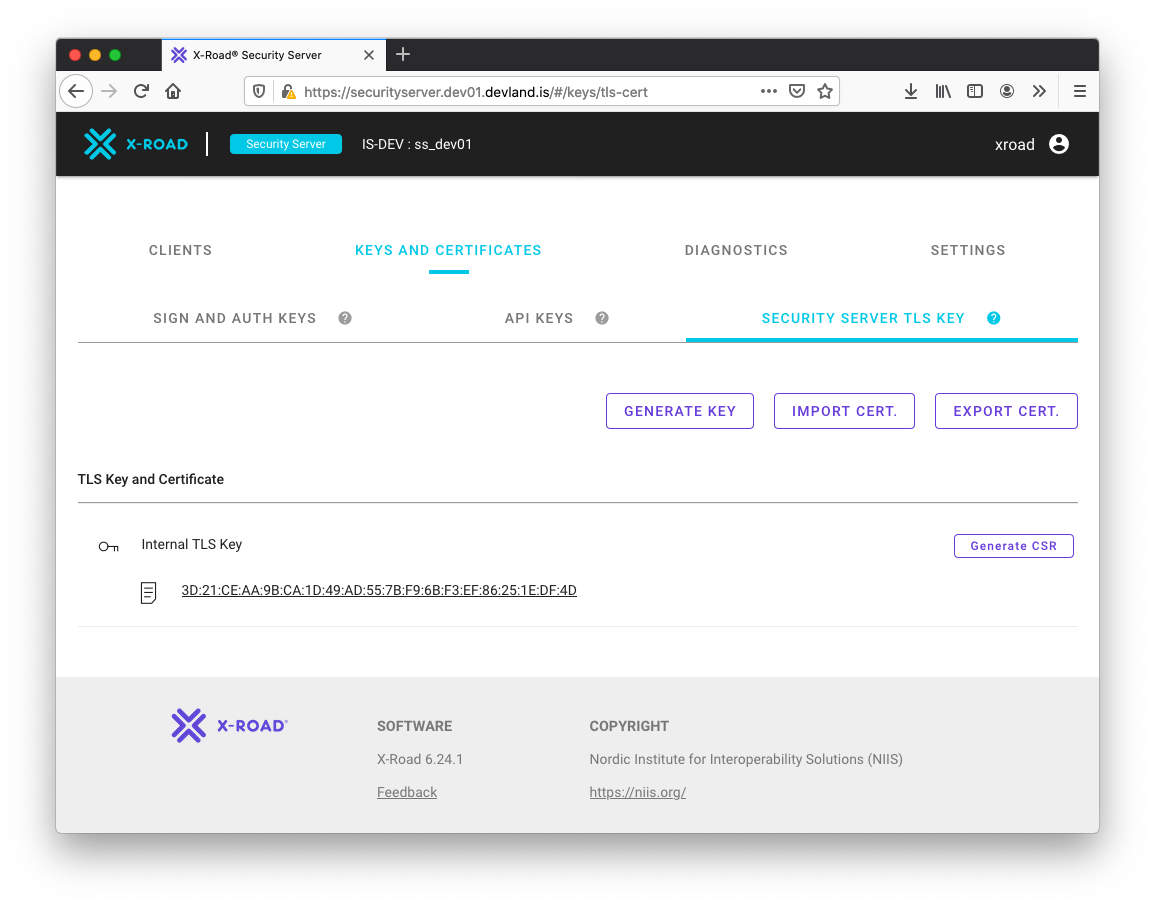 X-Road® Security Server
https://securityserver.dev01.devland.is/#/keys/tls-cert
X-ROAD Security Server IS-DEV : ss_dev01 xroad
CLIENTS KEYS AND CERTIFICATES DIAGNOSTICS SETTINGS
SIGN AND AUTH KEYS ? API KEYS ? SECURITY SERVER TLS KEY ?
GENERATE KEY IMPORT CERT. EXPORT CERT.
TLS Key and Certificate
Internal TLS Key Generate CSR
3D:21:CE:AA:9B:CA:1D:49:AD:55:7B:F9:6B:F3:EF:86:25:1E:DF:4D
X-ROAD® SOFTWARE COPYRIGHT
X-Road 6.24.1 Nordic Institute for Interoperability Solutions (NIIS)
Feedback https://niis.org/